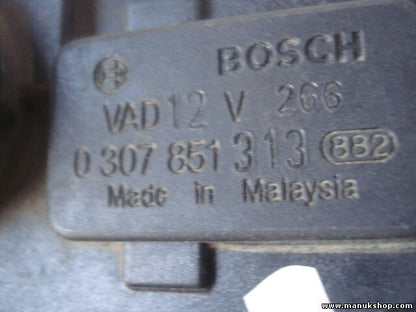 BOSCH
VAD 12 V 266
0 307 851 313 882
Made in Malaysia
www.manukshop.com